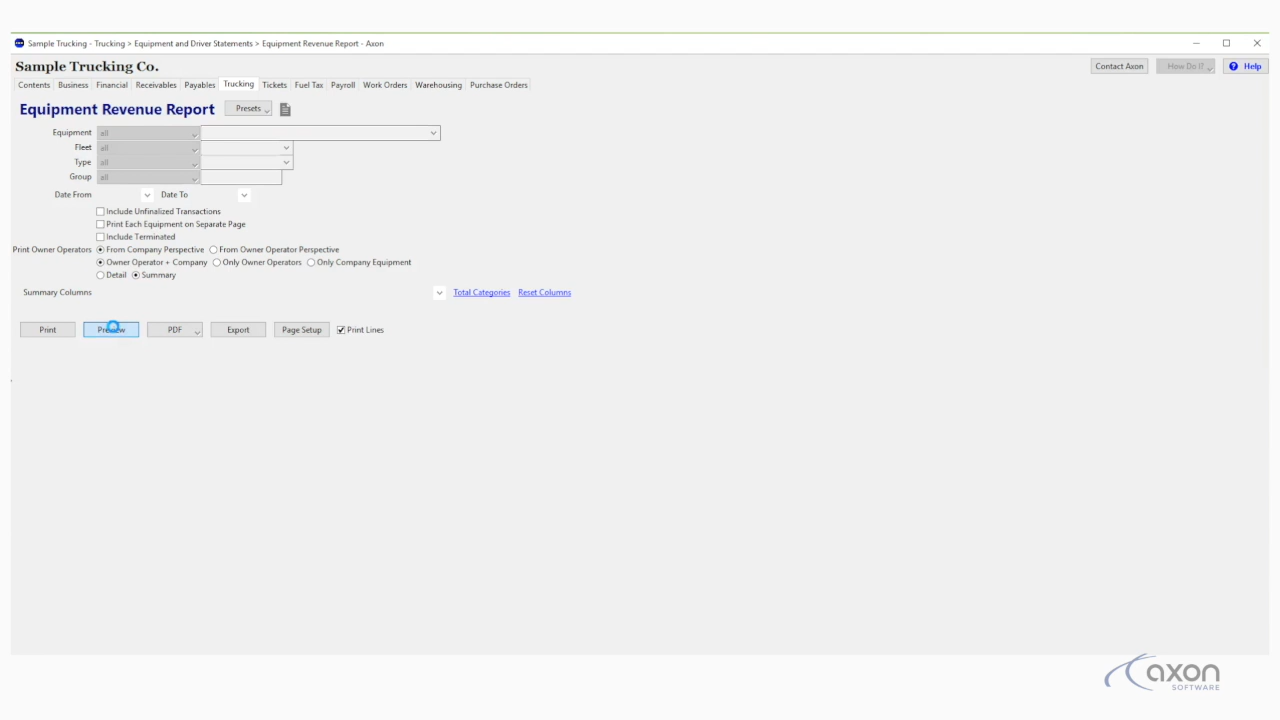 Sample Trucking - Trucking > Equipment and Driver Statements > Equipment Revenue Report - Axon
Sample Trucking Co.
Contact Axon How Do I? Help
Contents Business Financial Receivables Payables Trucking Tickets Fuel Tax Payroll Work Orders Warehousing Purchase Orders
Equipment Revenue Report Presets
Equipment all
Fleet all
Type all
Group all
Date From Date To
Include Unfinalized Transactions
Print Each Equipment on Separate Page
Include Terminated
Print Owner Operators From Company Perspective From Owner Operator Perspective
Owner Operator + Company Only Owner Operators Only Company Equipment
Detail Summary
Summary Columns Total Categories Reset Columns
Print Preview PDF Export Page Setup Print Lines
axon
SOFTWARE